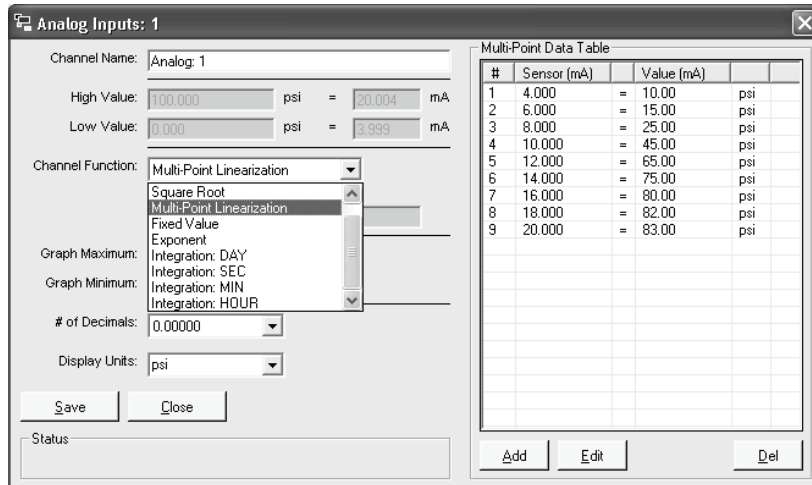 Analog Inputs: 1
Channel Name: Analog: 1
High Value: 100.000 psi = 20.004 mA
Low Value: 0.000 psi = 3.999 mA
Channel Function: Multi-Point Linearization
Square Root
Multi-Point Linearization
Fixed Value
Exponent
Integration: DAY
Integration: SEC
Integration: MIN
Integration: HOUR
Graph Maximum:
Graph Minimum:
# of Decimals: 0.00000
Display Units: psi
Save Close
Status
Multi-Point Data Table
# Sensor (mA) Value (mA)
1 4.000 = 10.00 psi
2 6.000 = 15.00 psi
3 8.000 = 25.00 psi
4 10.000 = 45.00 psi
5 12.000 = 65.00 psi
6 14.000 = 75.00 psi
7 16.000 = 80.00 psi
8 18.000 = 82.00 psi
9 20.000 = 83.00 psi
Add Edit Del